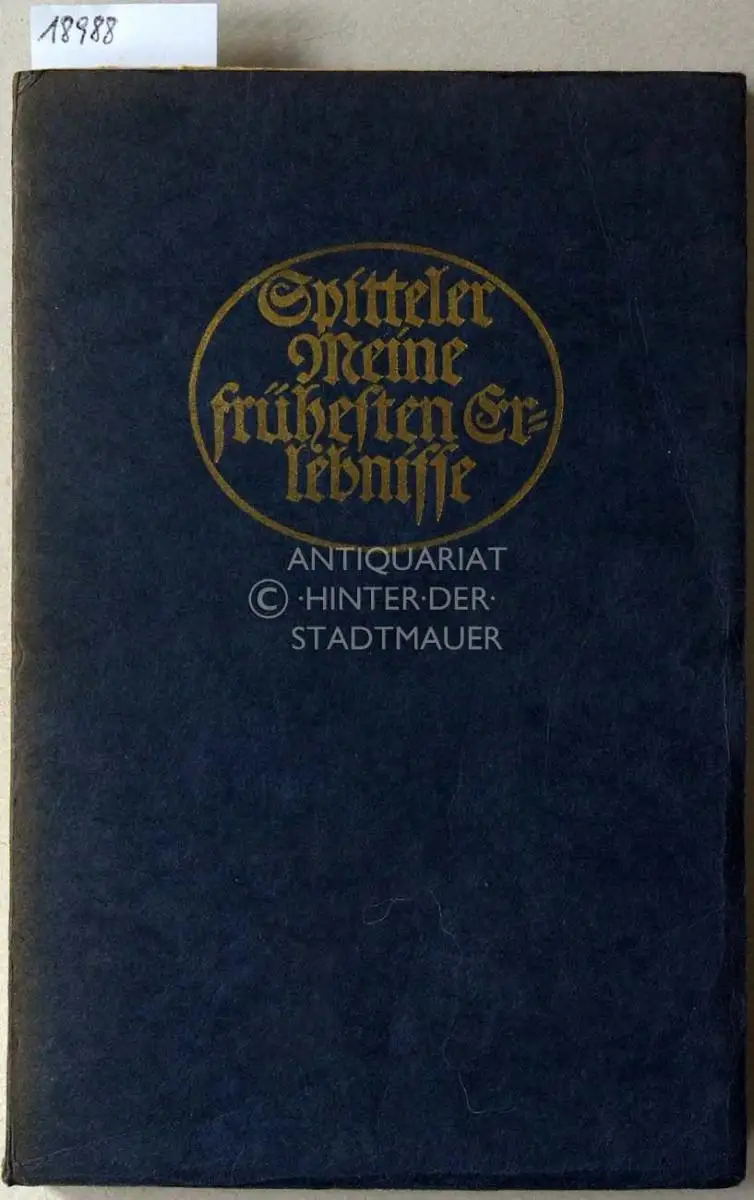 18988
Spitteler
Meine
frühesten Er=
lebnisse
ANTIQUARIAT
© ·HINTER·DER·
STADTMAUER